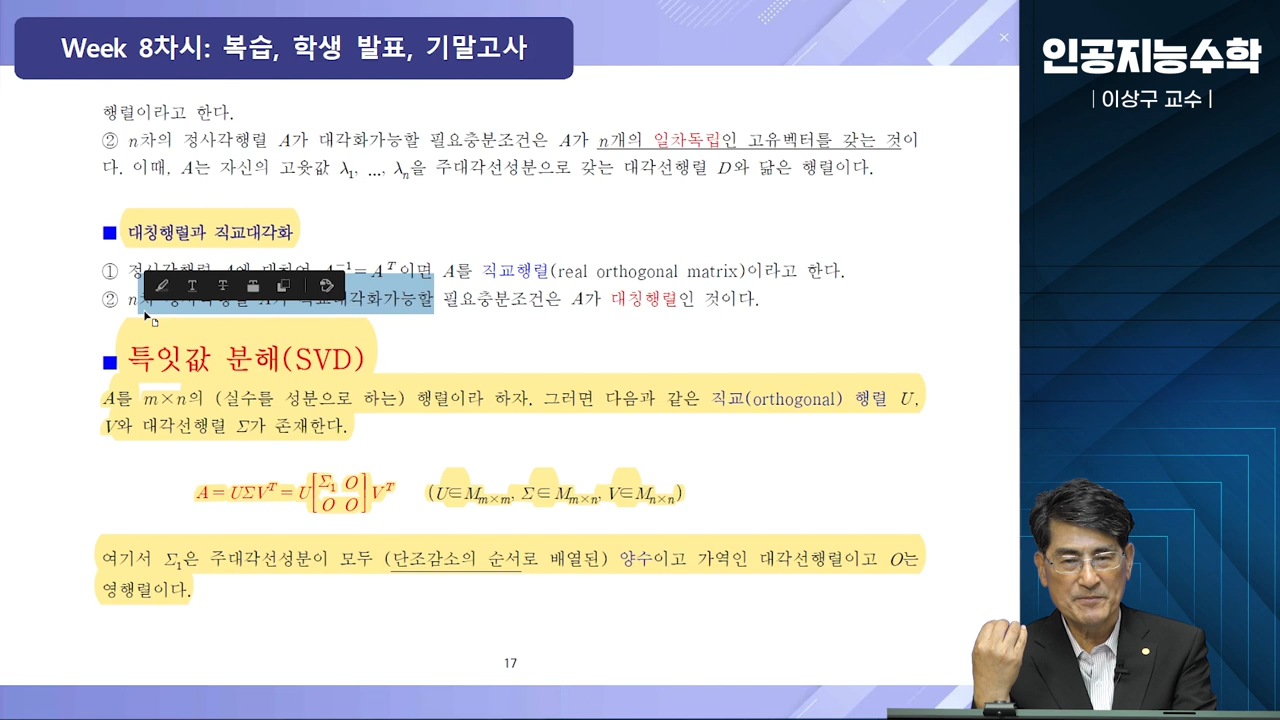 Week 8차시: 복습, 학생 발표, 기말고사
인공지능수학
| 이상구 교수 |
행렬이라고 한다.
② n차의 정사각행렬 A가 대각화가능할 필요충분조건은 A가 n개의 일차독립인 고유벡터를 갖는 것이
다. 이때, A는 자신의 고윳값 λ₁, …, λₙ을 주대각선성분으로 갖는 대각선행렬 D와 닮은 행렬이다.
■ 대칭행렬과 직교대각화
① A⁻¹=Aᵀ이면 A를 직교행렬(real orthogonal matrix)이라고 한다.
② n차 정사각행렬 A가 직교대각화가능할 필요충분조건은 A가 대칭행렬인 것이다.
■ 특잇값 분해(SVD)
A를 m×n의 (실수를 성분으로 하는) 행렬이라 하자. 그러면 다음과 같은 직교(orthogonal) 행렬 U,
V와 대각선행렬 Σ가 존재한다.
A = UΣVᵀ = U[Σ₁ O; O O]Vᵀ (U∈M_{m×m}, Σ∈M_{m×n}, V∈M_{n×n})
여기서 Σ₁은 주대각선성분이 모두 (단조감소의 순서로 배열된) 양수이고 가역인 대각선행렬이고 O는
영행렬이다.
17